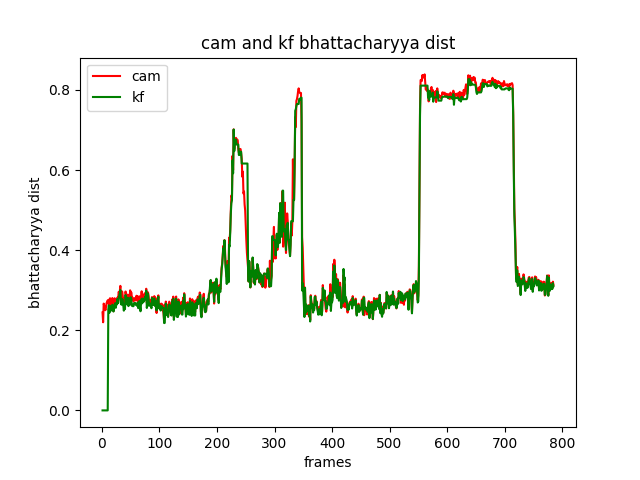 cam and kf bhattacharyya dist
cam
kf
bhattacharyya dist
0.8
0.6
0.4
0.2
0.0
0 100 200 300 400 500 600 700 800
frames